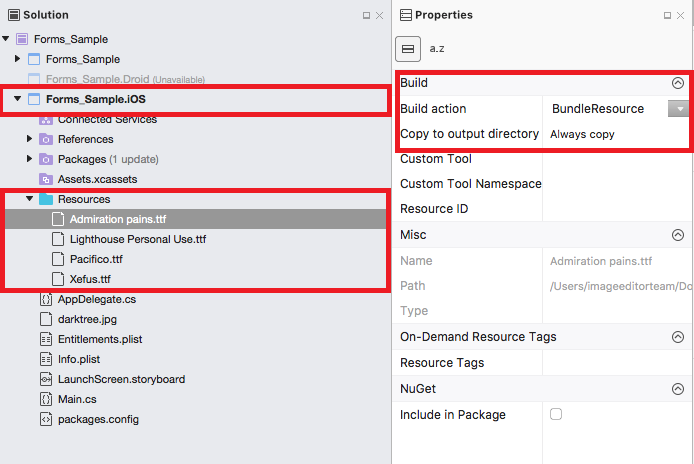 Solution
Forms_Sample
Forms_Sample
Forms_Sample.Droid (Unavailable)
Forms_Sample.iOS
Connected Services
References
Packages (1 update)
Assets.xcassets
Resources
Admiration pains.ttf
Lighthouse Personal Use.ttf
Pacifico.ttf
Xefus.ttf
AppDelegate.cs
darktree.jpg
Entitlements.plist
Info.plist
LaunchScreen.storyboard
Main.cs
packages.config
Properties
a.z
Build
Build action BundleResource
Copy to output directory Always copy
Custom Tool
Custom Tool Namespace
Resource ID
Misc
Name Admiration pains.ttf
Path /Users/imageeditorteam/Do
Type
On-Demand Resource Tags
Resource Tags
NuGet
Include in Package